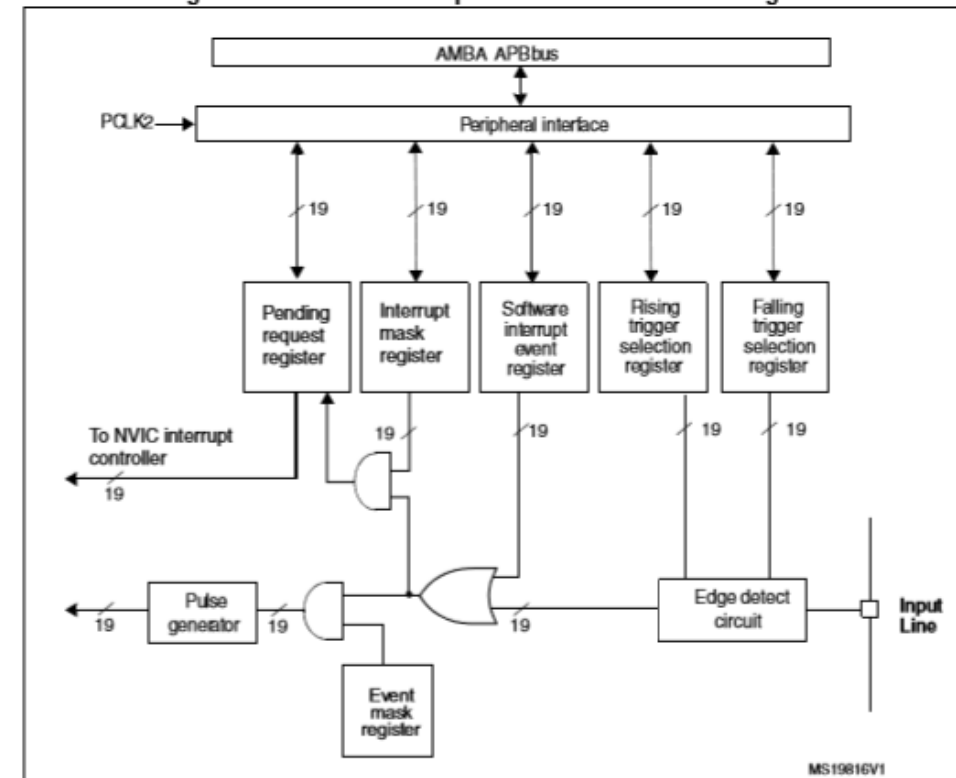 AMBA APB bus
PCLK2
Peripheral interface
19
19
19
19
19
Pending
request
register
Interrupt
mask
register
Software
interrupt
event
register
Rising
trigger
selection
register
Falling
trigger
selection
register
To NVIC interrupt
controller
19
19
19
19
19
Pulse
generator
19
19
19
Edge detect
circuit
Input
Line
Event
mask
register
MS19816V1